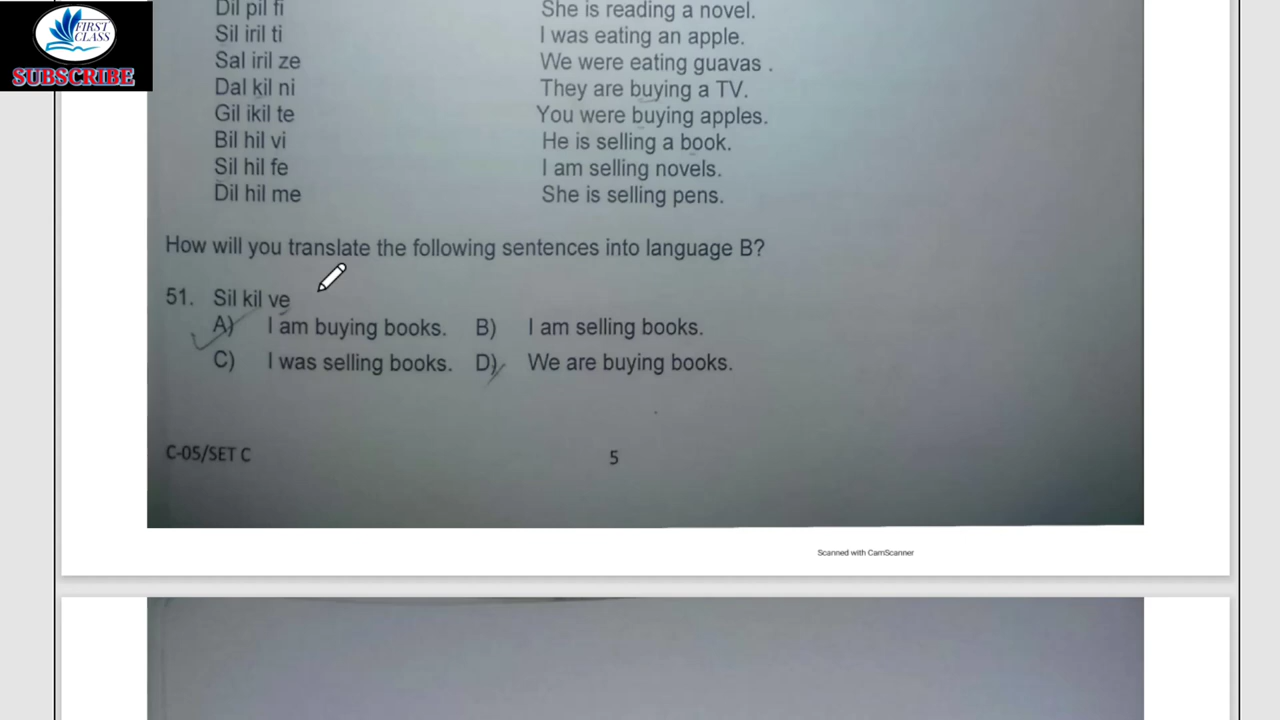 FIRST
CLASS
SUBSCRIBE
Dil pil fi She is reading a novel.
Sil iril ti I was eating an apple.
Sal iril ze We were eating guavas .
Dal kil ni They are buying a TV.
Gil ikil te You were buying apples.
Bil hil vi He is selling a book.
Sil hil fe I am selling novels.
Dil hil me She is selling pens.
How will you translate the following sentences into language B?
51. Sil kil ve
A) I am buying books. B) I am selling books.
C) I was selling books. D) We are buying books.
C-05/SET C 5
Scanned with CamScanner